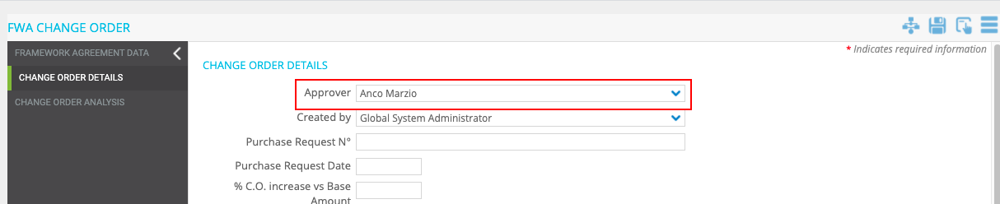 FWA CHANGE ORDER
* Indicates required information
FRAMEWORK AGREEMENT DATA
CHANGE ORDER DETAILS
CHANGE ORDER ANALYSIS
CHANGE ORDER DETAILS
Approver Anco Marzio
Created by Global System Administrator
Purchase Request N°
Purchase Request Date
% C.O. increase vs Base
Amount